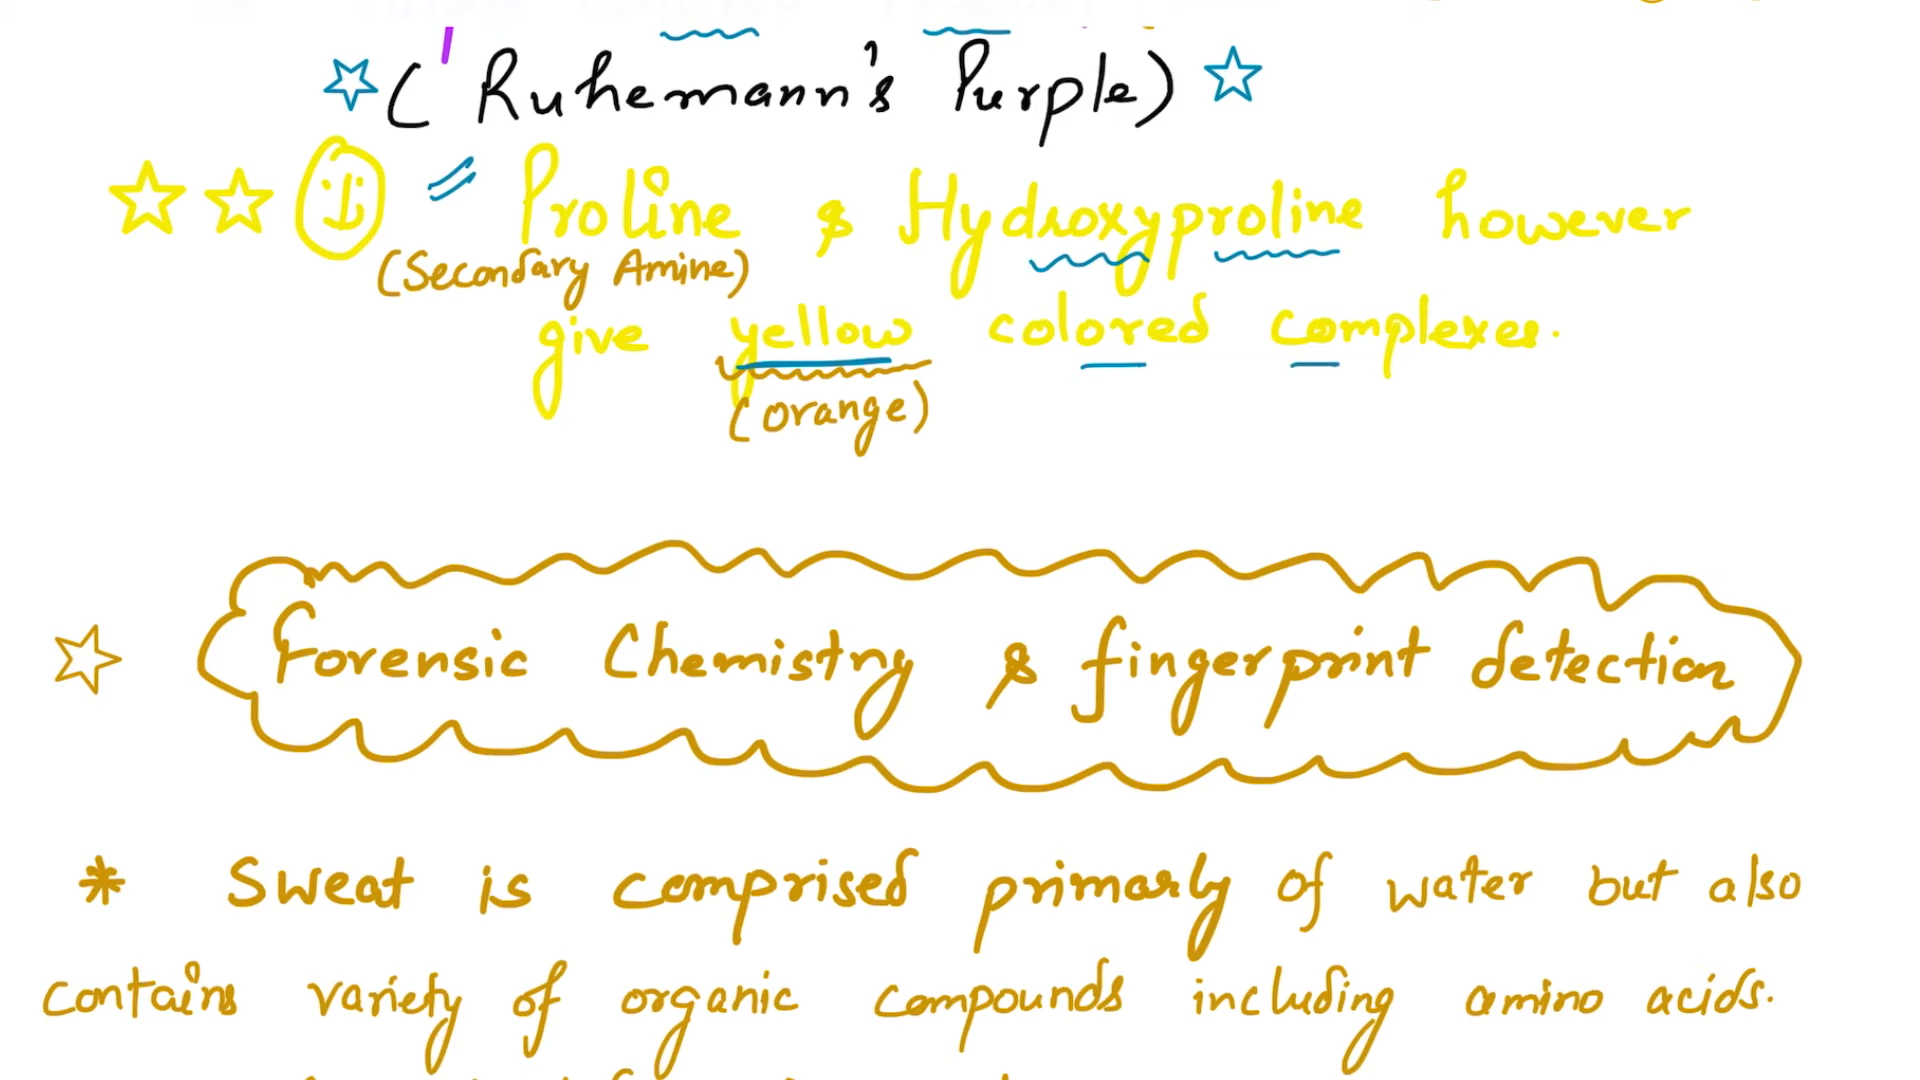 (Ruhemann's Purple)
Proline & Hydroxyproline however
(Secondary Amine)
give yellow colored complexes.
(orange)
Forensic Chemistry & fingerprint detection
* Sweat is comprised primarly of water but also
contains variety of organic compounds including amino acids.